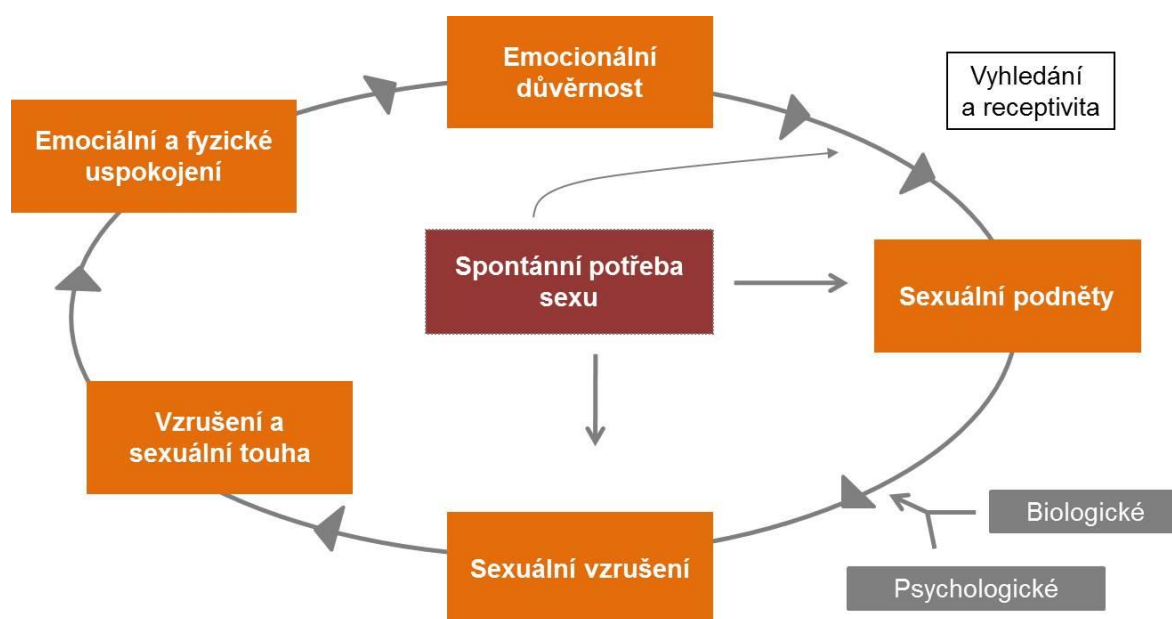 Emocionální
důvěrnost
Vyhledání
a receptivita
Emociální a fyzické
uspokojení
Spontánní potřeba
sexu
Sexuální podněty
Vzrušení a
sexuální touha
Biologické
Sexuální vzrušení
Psychologické